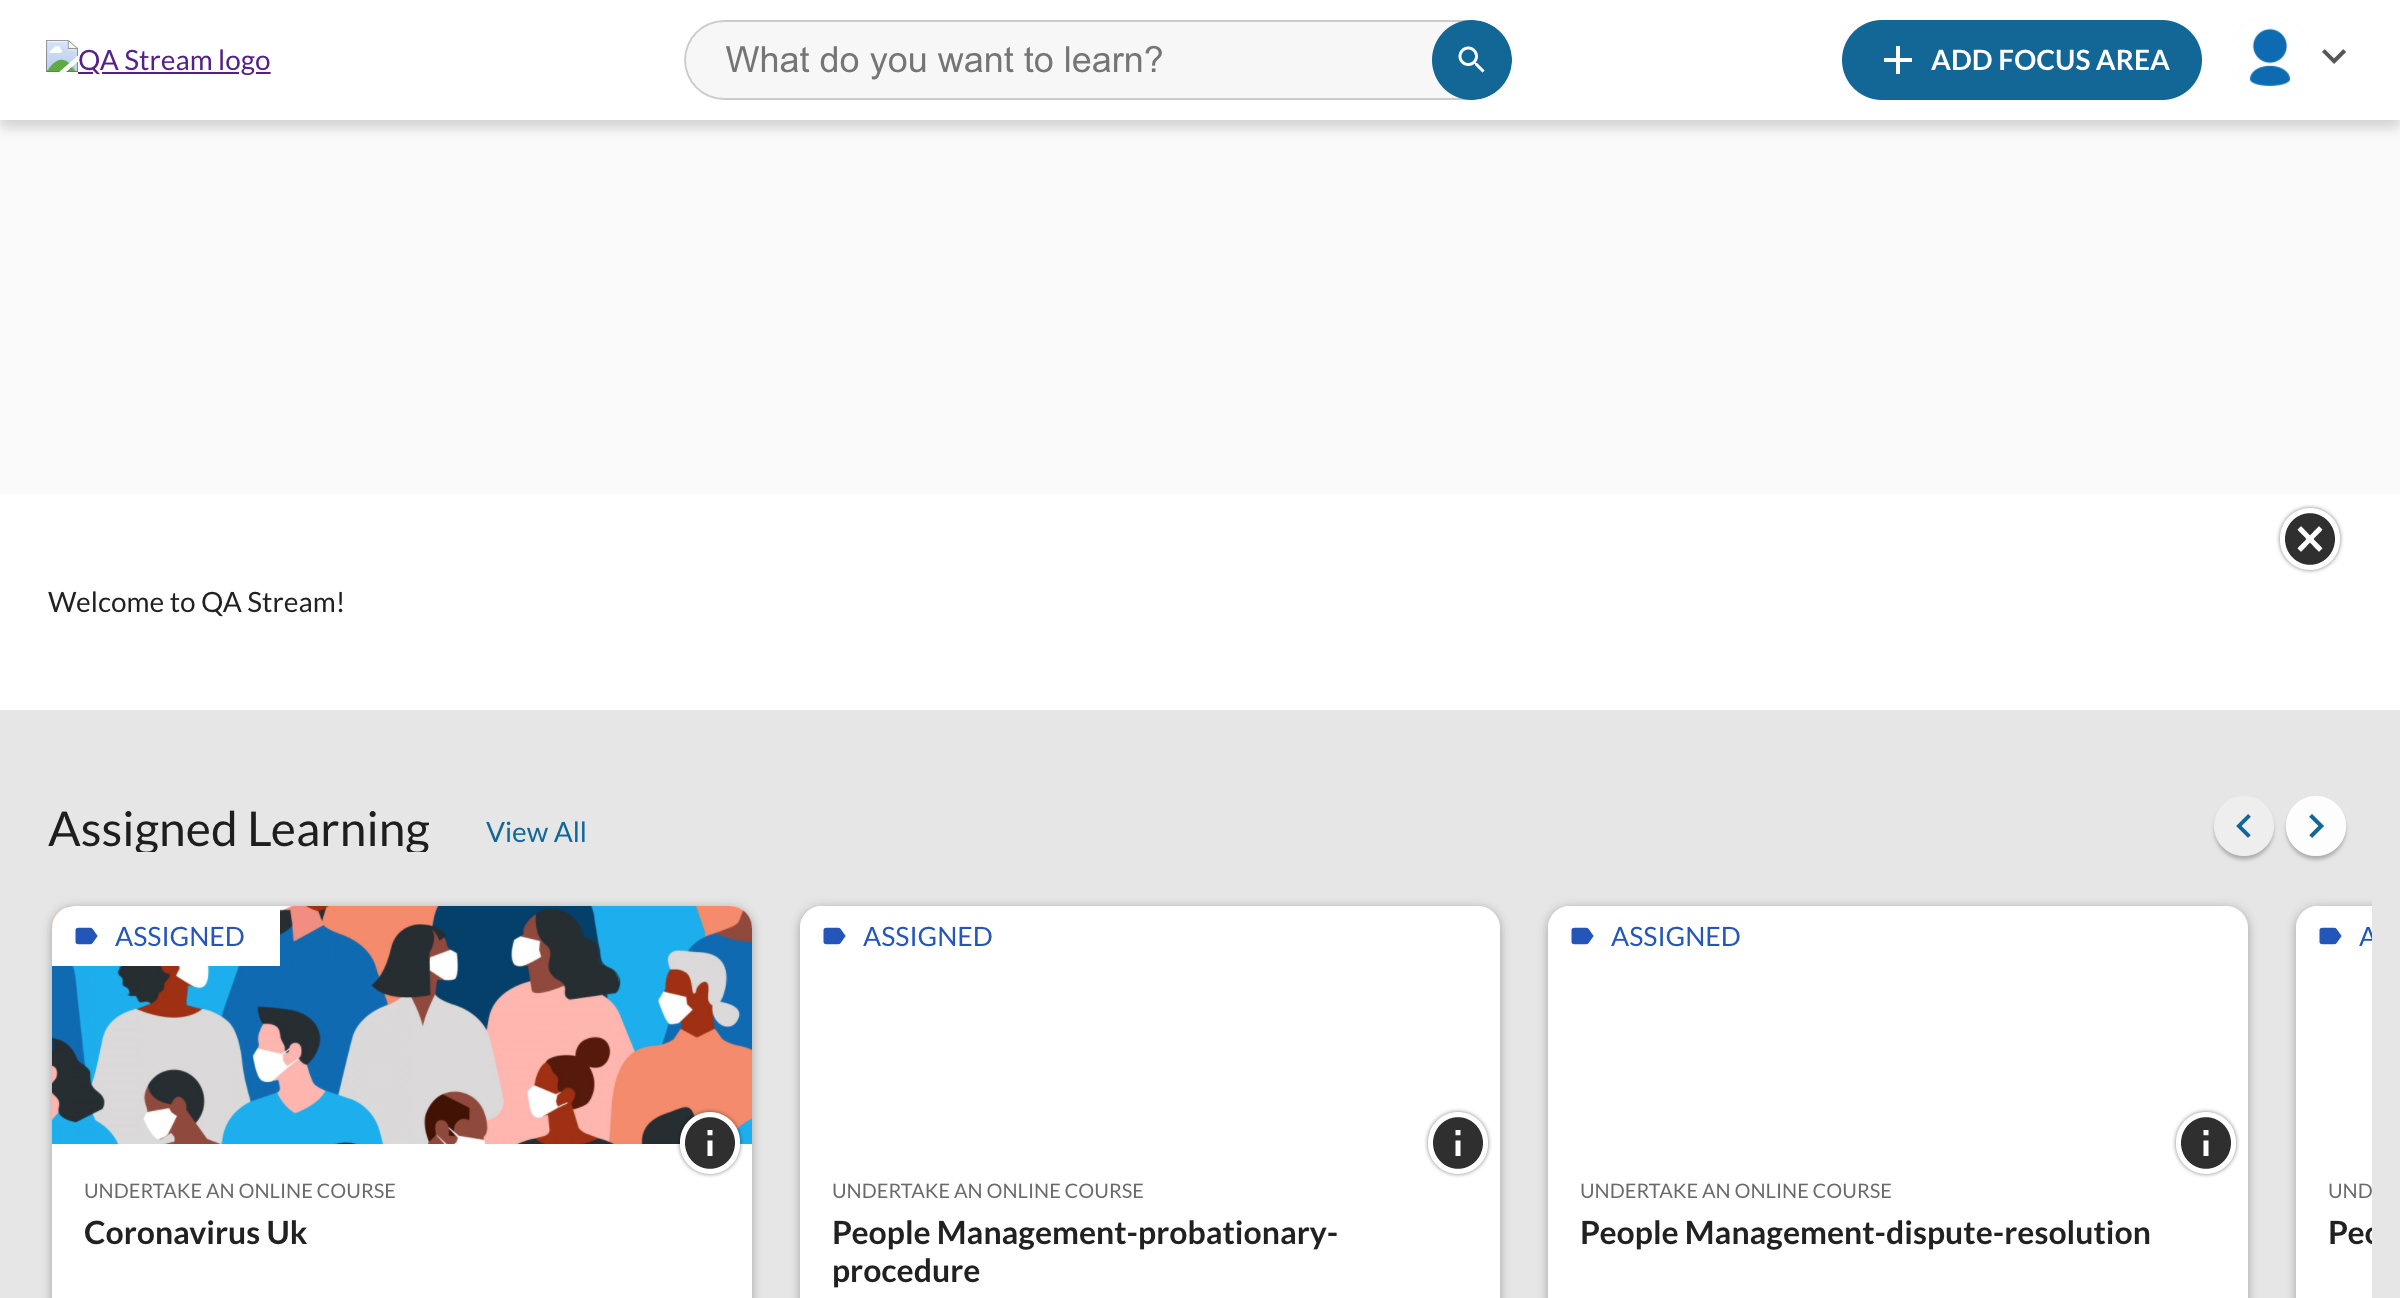 QA Stream logo
What do you want to learn?
ADD FOCUS AREA
Welcome to QA Stream!
Assigned Learning
View All
ASSIGNED
UNDERTAKE AN ONLINE COURSE
Coronavirus Uk
ASSIGNED
UNDERTAKE AN ONLINE COURSE
People Management-probationary-
procedure
ASSIGNED
UNDERTAKE AN ONLINE COURSE
People Management-dispute-resolution